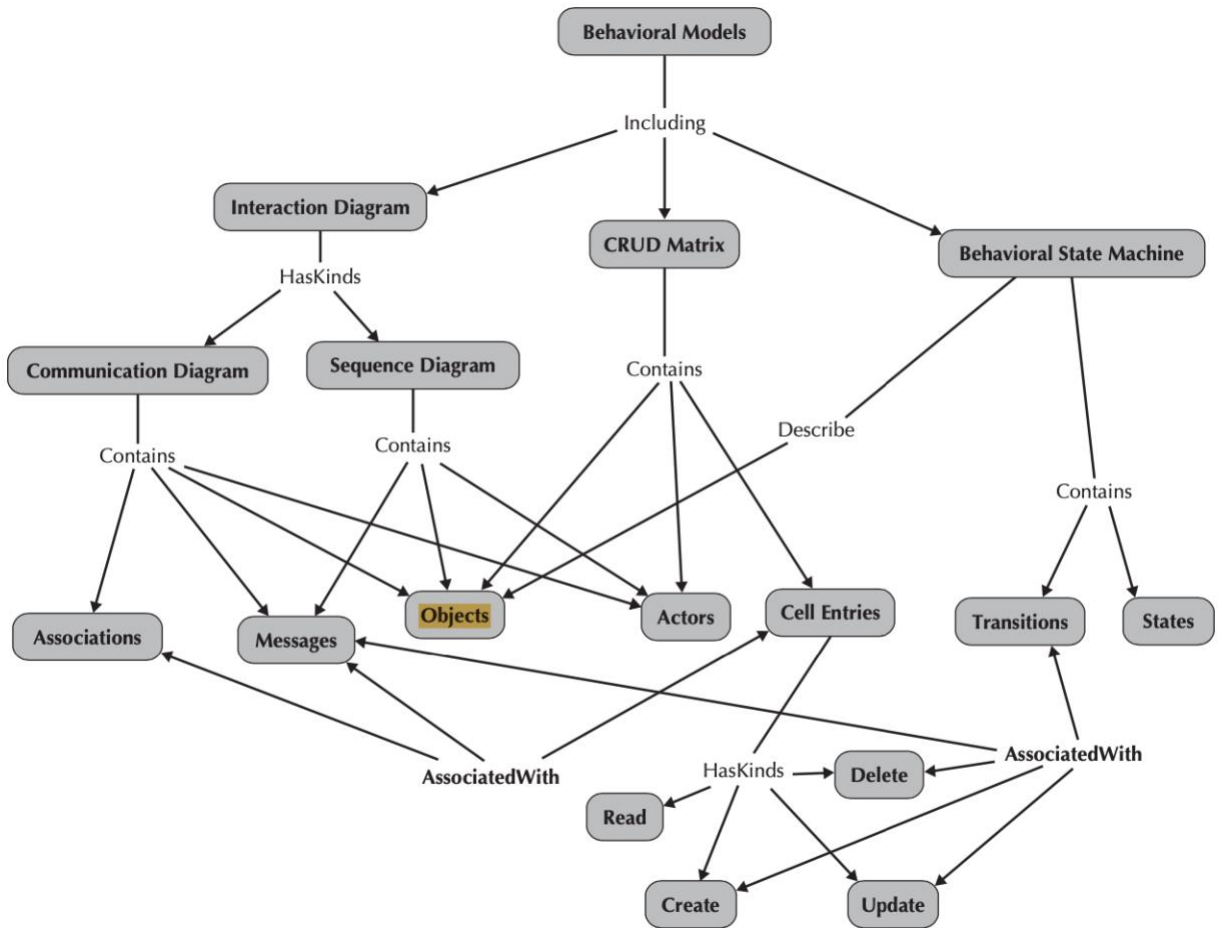 Behavioral Models
Including
Interaction Diagram
CRUD Matrix
Behavioral State Machine
HasKinds
Communication Diagram
Sequence Diagram
Contains
Describe
Contains
Contains
Contains
Objects
Actors
Cell Entries
Transitions
States
Associations
Messages
AssociatedWith
AssociatedWith
HasKinds
Delete
Read
Create
Update